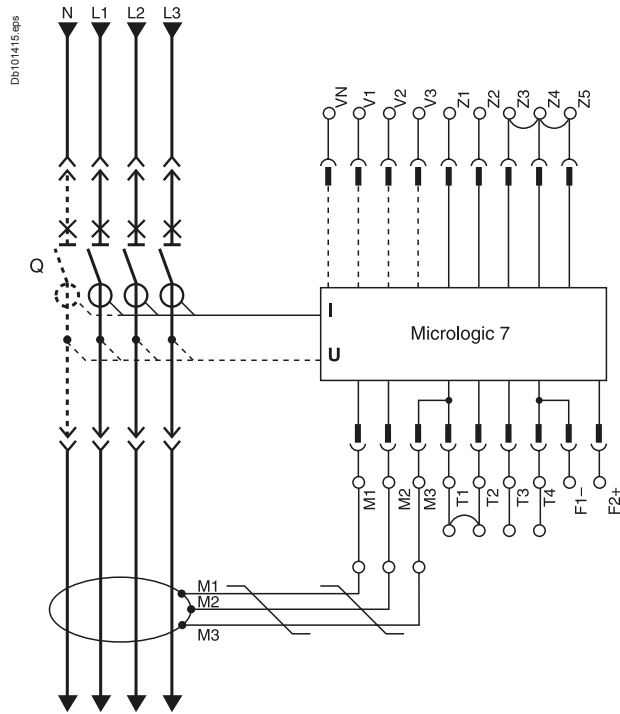 Db101415.eps
N L1 L2 L3
VN V1 V2 V3 Z1 Z2 Z3 Z4 Z5
Q
I
Micrologic 7
U
M1 M2 M3 T1 T2 T3 T4 F1– F2+
M1
M2
M3